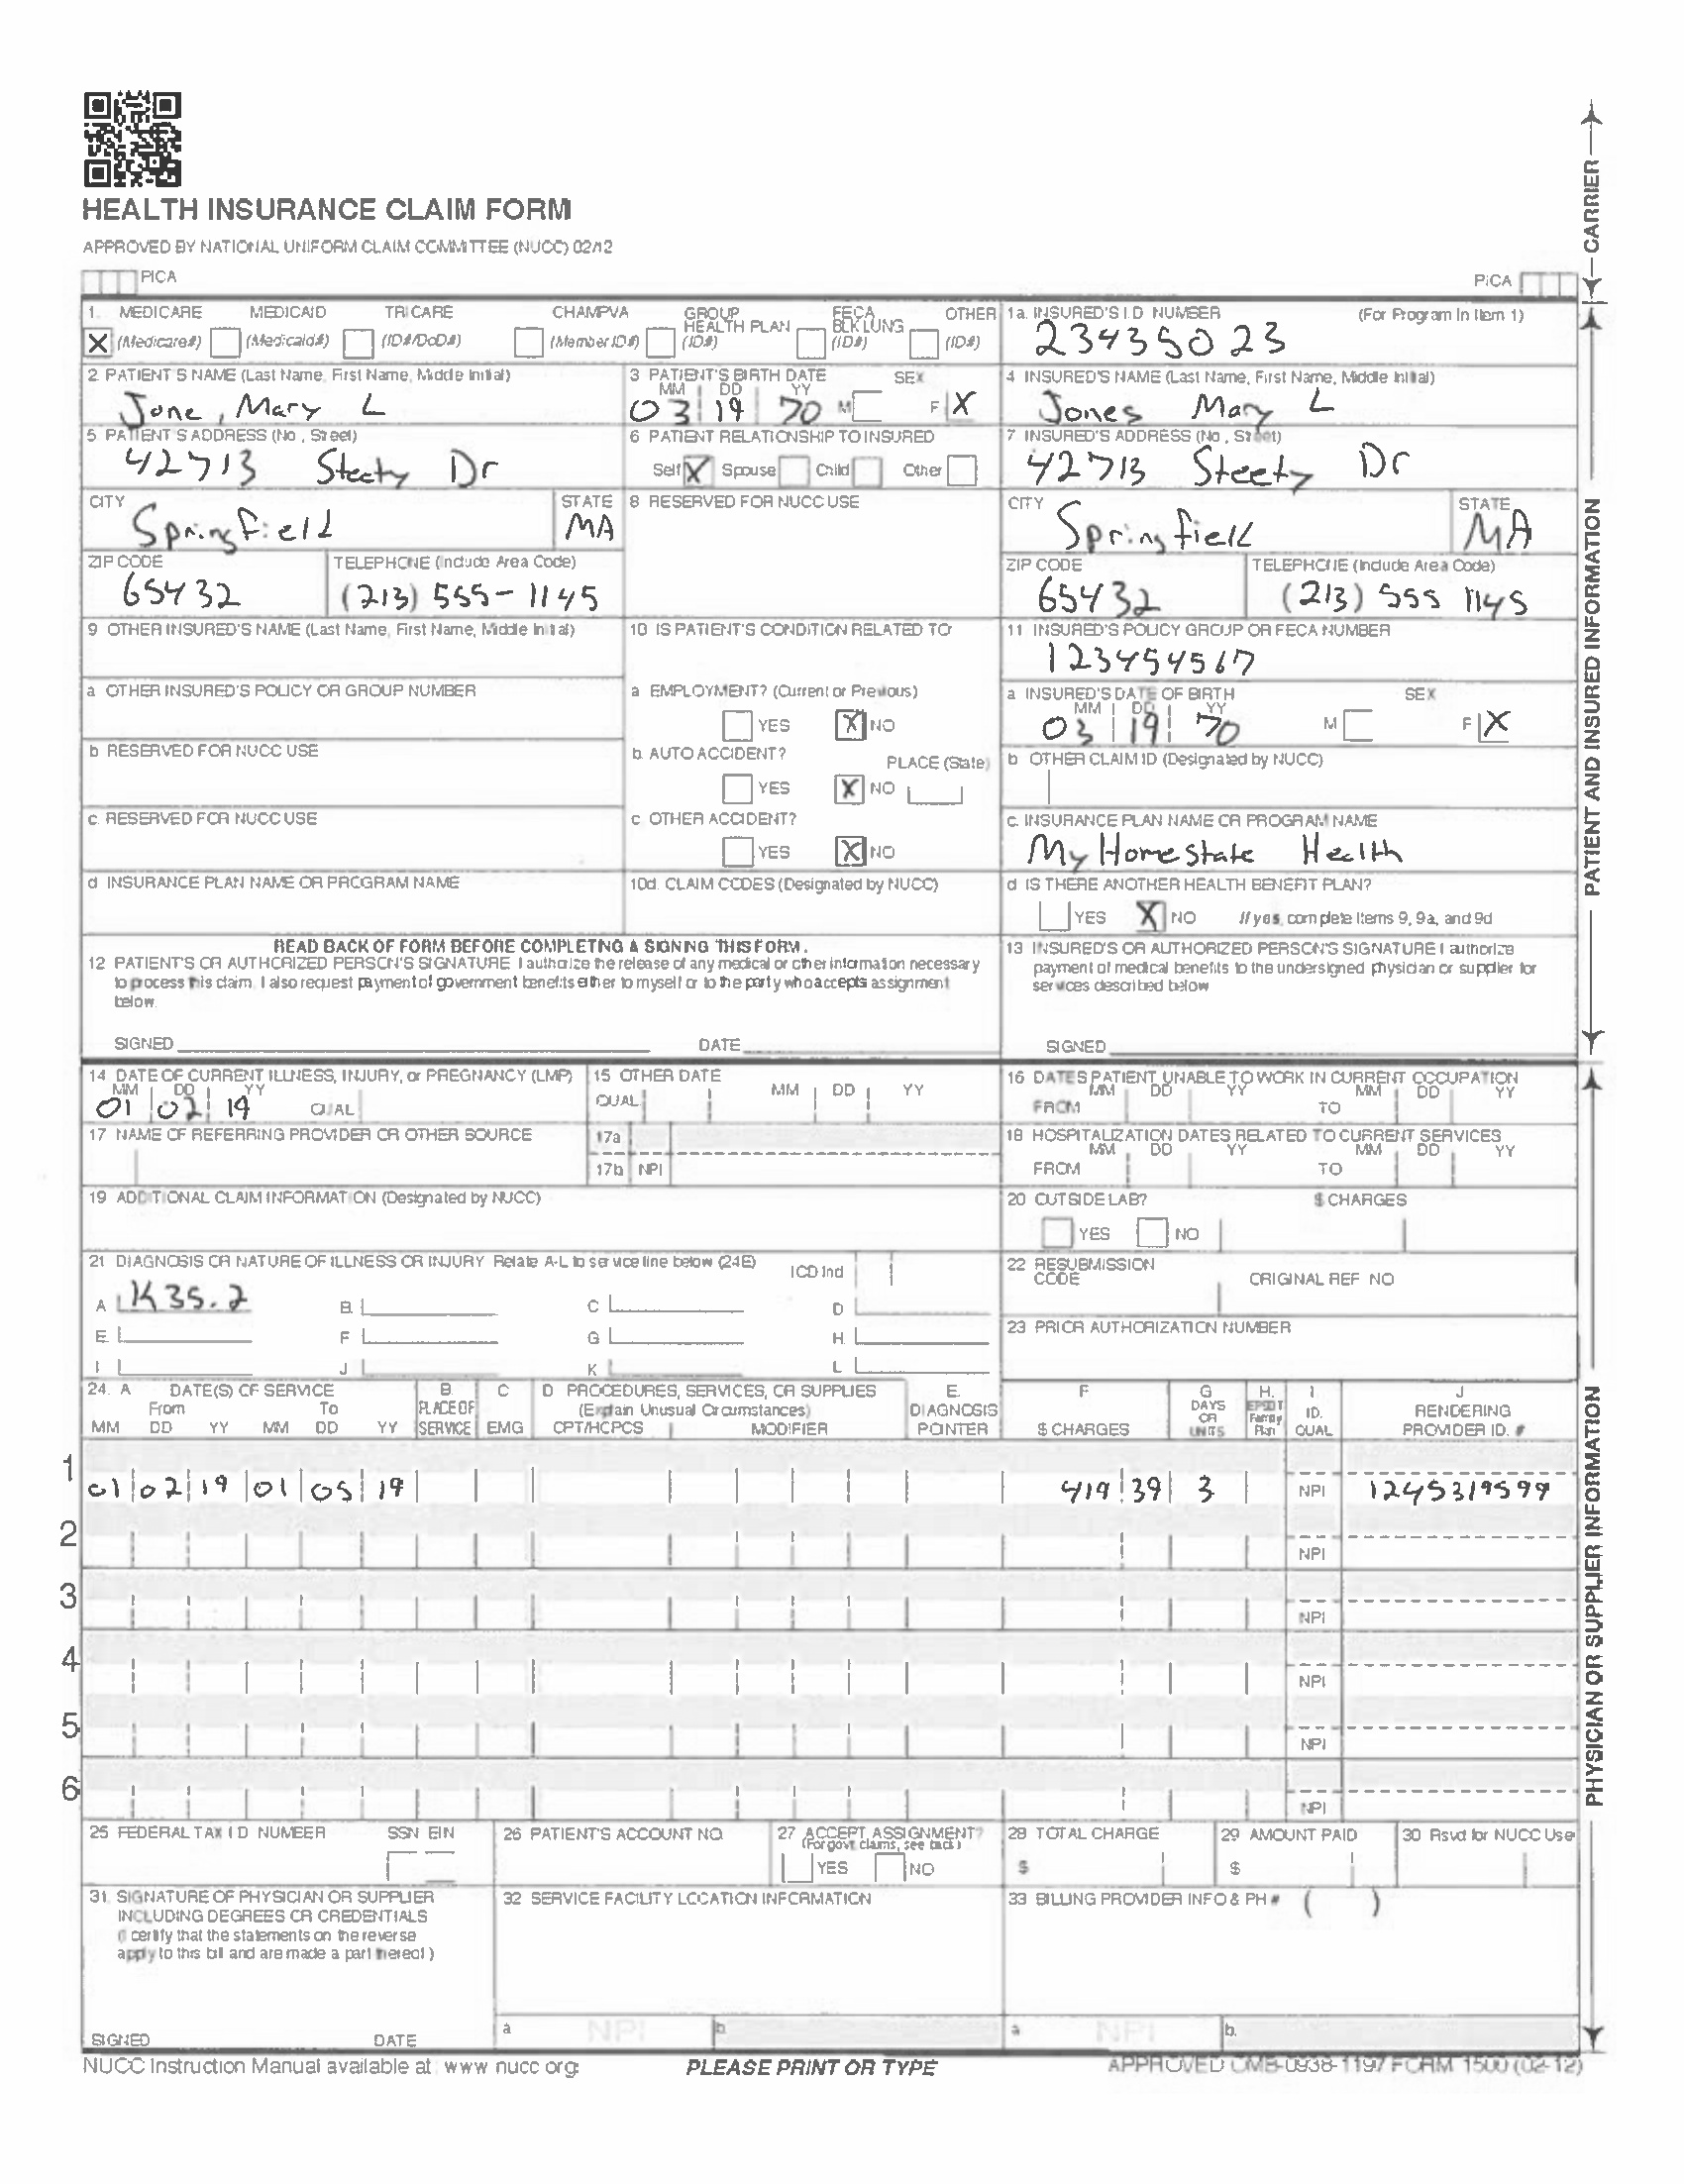 CARRIER
HEALTH INSURANCE CLAIM FORM
APPROVED BY NATIONAL UNIFORM CLAIM COMMITTEE (NUCC) 02/12
PICA
PICA
1. MEDICARE MEDICAID TRICARE CHAMPVA GROUP HEALTH PLAN FECA BLK LUNG OTHER
X (Medicare#) (Medicaid#) (ID#/DoD#) (Member ID#) (ID#) (ID#) (ID#)
1a. INSURED'S I.D. NUMBER (For Program in Item 1)
23435023
2 PATIENT'S NAME (Last Name, First Name, Middle Initial)
Jone, Mary L
3 PATIENT'S BIRTH DATE SEX
MM DD YY
03 19 70 M F X
4 INSURED'S NAME (Last Name, First Name, Middle Initial)
Jones Mary L
5 PATIENT'S ADDRESS (No., Street)
42713 Steety Dr
6 PATIENT RELATIONSHIP TO INSURED
Self X Spouse Child Other
7 INSURED'S ADDRESS (No., Street)
42713 Steety Dr
CITY STATE
Springfield MA
8 RESERVED FOR NUCC USE
CITY STATE
Springfield MA
ZIP CODE TELEPHONE (Include Area Code)
65432 (213) 555-1145
ZIP CODE TELEPHONE (Include Area Code)
65432 (213) 555 1145
9 OTHER INSURED'S NAME (Last Name, First Name, Middle Initial)
10 IS PATIENT'S CONDITION RELATED TO
11 INSURED'S POLICY GROUP OR FECA NUMBER
123454567
a OTHER INSURED'S POLICY OR GROUP NUMBER
a EMPLOYMENT? (Current or Previous)
YES X NO
a INSURED'S DATE OF BIRTH SEX
MM DD YY
03 19 70 M F X
b RESERVED FOR NUCC USE
b. AUTO ACCIDENT? PLACE (State)
YES X NO
b OTHER CLAIM ID (Designated by NUCC)
c. RESERVED FOR NUCC USE
c OTHER ACCIDENT?
YES X NO
c. INSURANCE PLAN NAME OR PROGRAM NAME
My Home State Health
d INSURANCE PLAN NAME OR PROGRAM NAME
10d. CLAIM CODES (Designated by NUCC)
d IS THERE ANOTHER HEALTH BENEFIT PLAN?
YES X NO If yes, complete Items 9, 9a, and 9d
READ BACK OF FORM BEFORE COMPLETING & SIGNING THIS FORM.
12 PATIENT'S OR AUTHORIZED PERSON'S SIGNATURE I authorize the release of any medical or other information necessary
to process this claim. I also request payment of government benefits either to myself or to the party who accepts assignment
below.
SIGNED DATE
13 INSURED'S OR AUTHORIZED PERSON'S SIGNATURE I authorize
payment of medical benefits to the undersigned physician or supplier for
services described below
SIGNED
PATIENT AND INSURED INFORMATION
14 DATE OF CURRENT ILLNESS, INJURY, or PREGNANCY (LMP)
MM DD YY
01 02 19 QUAL
15 OTHER DATE
QUAL MM DD YY
16 DATES PATIENT UNABLE TO WORK IN CURRENT OCCUPATION
MM DD YY MM DD YY
FROM TO
17 NAME OF REFERRING PROVIDER OR OTHER SOURCE
17a
17b NPI
18 HOSPITALIZATION DATES RELATED TO CURRENT SERVICES
MM DD YY MM DD YY
FROM TO
19 ADDITIONAL CLAIM INFORMATION (Designated by NUCC)
20 OUTSIDE LAB? $ CHARGES
YES NO
21 DIAGNOSIS OR NATURE OF ILLNESS OR INJURY Relate A-L to service line below (24E) ICD Ind
A K35.2 B. C D
E. F G H.
I J K L
22 RESUBMISSION
CODE ORIGINAL REF NO
23 PRIOR AUTHORIZATION NUMBER
24. A DATE(S) OF SERVICE B. C D PROCEDURES, SERVICES, OR SUPPLIES E. F G H. I J
From To PLACE OF (Explain Unusual Circumstances) DIAGNOSIS DAYS OR UNITS EPSDT Family Plan ID. RENDERING
MM DD YY MM DD YY SERVICE EMG CPT/HCPCS MODIFIER POINTER $ CHARGES QUAL PROVIDER ID. #
1
01 02 19 01 05 19 419 39 3 NPI 1245319599
2
NPI
3
NPI
4
NPI
5
NPI
6
NPI
25 FEDERAL TAX I D NUMBER SSN EIN
26 PATIENT'S ACCOUNT NO.
27 ACCEPT ASSIGNMENT?
(For govt. claims, see back)
YES NO
28 TOTAL CHARGE
$
29 AMOUNT PAID
$
30 Rsvd for NUCC Use
31 SIGNATURE OF PHYSICIAN OR SUPPLIER
INCLUDING DEGREES OR CREDENTIALS
(I certify that the statements on the reverse
apply to this bill and are made a part thereof.)
SIGNED DATE
32 SERVICE FACILITY LOCATION INFORMATION
a NPI b
33 BILLING PROVIDER INFO & PH # ( )
a NPI b.
PHYSICIAN OR SUPPLIER INFORMATION
NUCC Instruction Manual available at: www nucc org
PLEASE PRINT OR TYPE
APPROVED OMB-0938-1197 FORM 1500 (02-12)